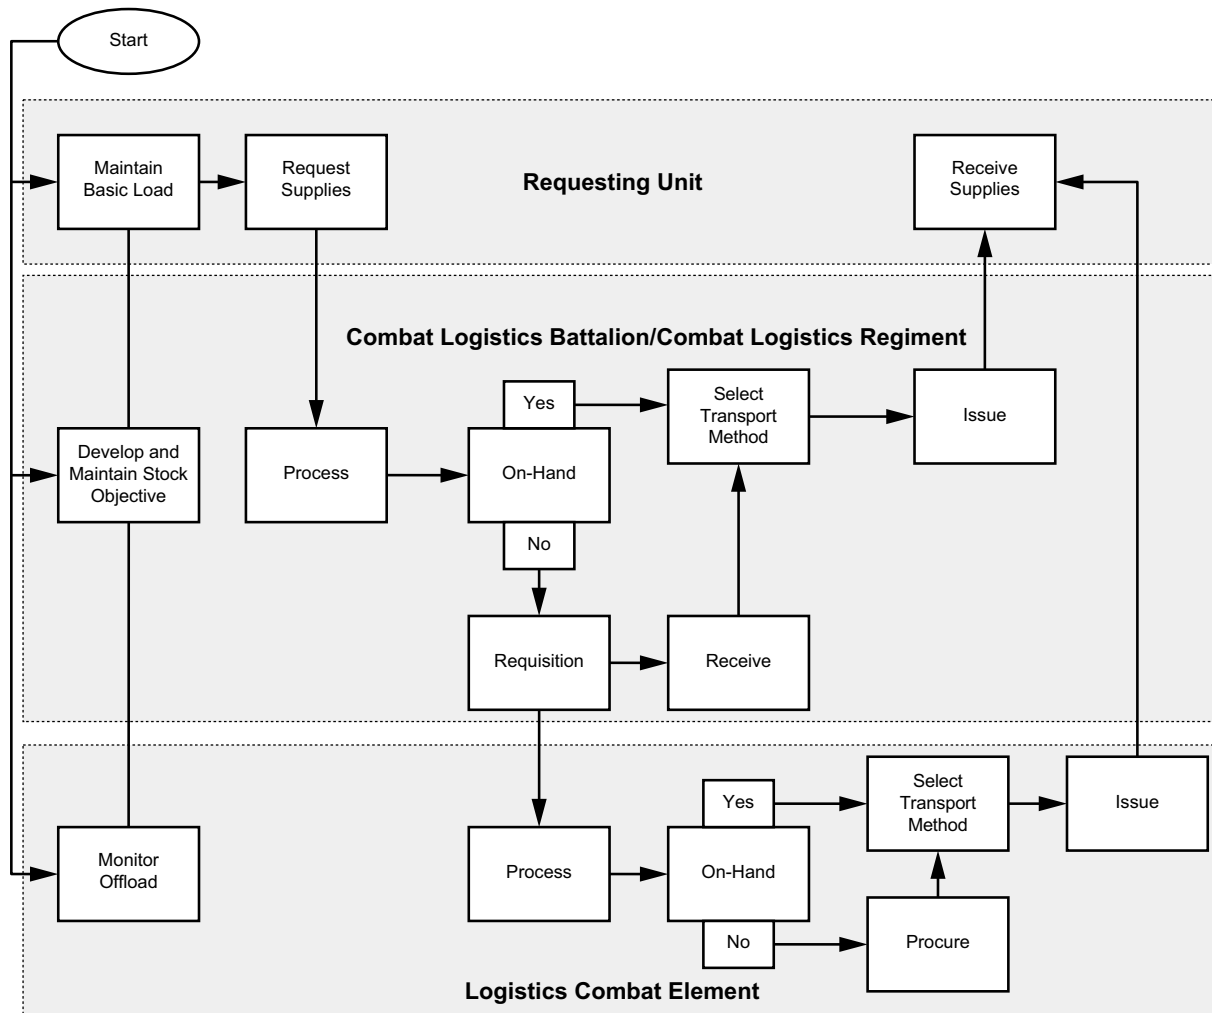 Start
Maintain
Basic Load
Request
Supplies
Requesting Unit
Receive
Supplies
Combat Logistics Battalion/Combat Logistics Regiment
Develop and
Maintain Stock
Objective
Process
Yes
On-Hand
No
Select
Transport
Method
Issue
Requisition
Receive
Monitor
Offload
Process
Yes
On-Hand
No
Select
Transport
Method
Issue
Procure
Logistics Combat Element